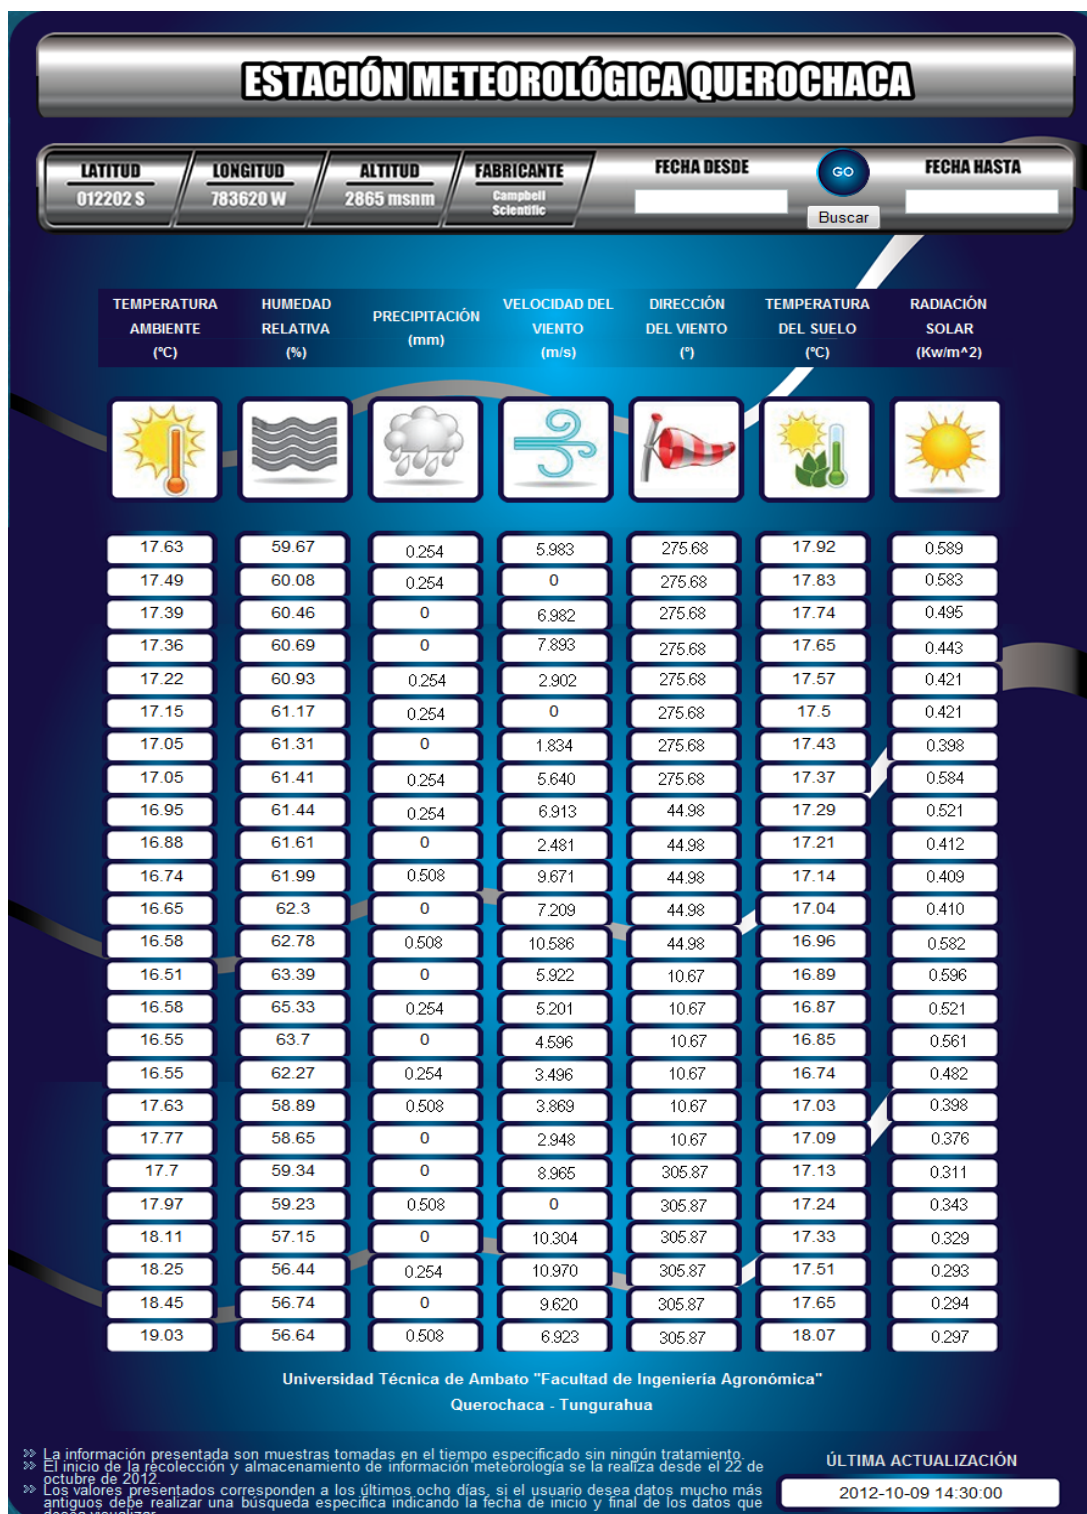 ESTACIÓN METEOROLÓGICA QUEROCHACA
LATITUD LONGITUD ALTITUD FABRICANTE FECHA DESDE GO FECHA HASTA
012202 S 783620 W 2865 msnm Campbell
Scientific
Buscar
TEMPERATURA HUMEDAD PRECIPITACIÓN VELOCIDAD DEL DIRECCIÓN TEMPERATURA RADIACIÓN
AMBIENTE RELATIVA (mm) VIENTO DEL VIENTO DEL SUELO SOLAR
(ºC) (%) (m/s) (º) (ºC) (Kw/m^2)
17.63 59.67 0.254 5.983 275.68 17.92 0.589
17.49 60.08 0.254 0 275.68 17.83 0.583
17.39 60.46 0 6.982 275.68 17.74 0.495
17.36 60.69 0 7.893 275.68 17.65 0.443
17.22 60.93 0.254 2.902 275.68 17.57 0.421
17.15 61.17 0.254 0 275.68 17.5 0.421
17.05 61.31 0 1.834 275.68 17.43 0.398
17.05 61.41 0.254 5.640 275.68 17.37 0.584
16.95 61.44 0.254 6.913 44.98 17.29 0.521
16.88 61.61 0 2.481 44.98 17.21 0.412
16.74 61.99 0.508 9.671 44.98 17.14 0.409
16.65 62.3 0 7.209 44.98 17.04 0.410
16.58 62.78 0.508 10.586 44.98 16.96 0.582
16.51 63.39 0 5.922 10.67 16.89 0.596
16.58 65.33 0.254 5.201 10.67 16.87 0.521
16.55 63.7 0 4.596 10.67 16.85 0.561
16.55 62.27 0.254 3.496 10.67 16.74 0.482
17.63 58.89 0.508 3.869 10.67 17.03 0.398
17.77 58.65 0 2.948 10.67 17.09 0.376
17.7 59.34 0 8.965 305.87 17.13 0.311
17.97 59.23 0.508 0 305.87 17.24 0.343
18.11 57.15 0 10.304 305.87 17.33 0.329
18.25 56.44 0.254 10.970 305.87 17.51 0.293
18.45 56.74 0 9.620 305.87 17.65 0.294
19.03 56.64 0.508 6.923 305.87 18.07 0.297
Universidad Técnica de Ambato "Facultad de Ingeniería Agronómica"
Querochaca - Tungurahua
La información presentada son muestras tomadas en el tiempo especificado sin ningún tratamiento.
El inicio de la recolección y almacenamiento de información meteorología se la realiza desde el 22 de
octubre de 2012.
Los valores presentados corresponden a los últimos ocho días, si el usuario desea datos mucho más
antiguos debe realizar una búsqueda especifica indicando la fecha de inicio y final de los datos que
desea visualizar.
ÚLTIMA ACTUALIZACIÓN
2012-10-09 14:30:00